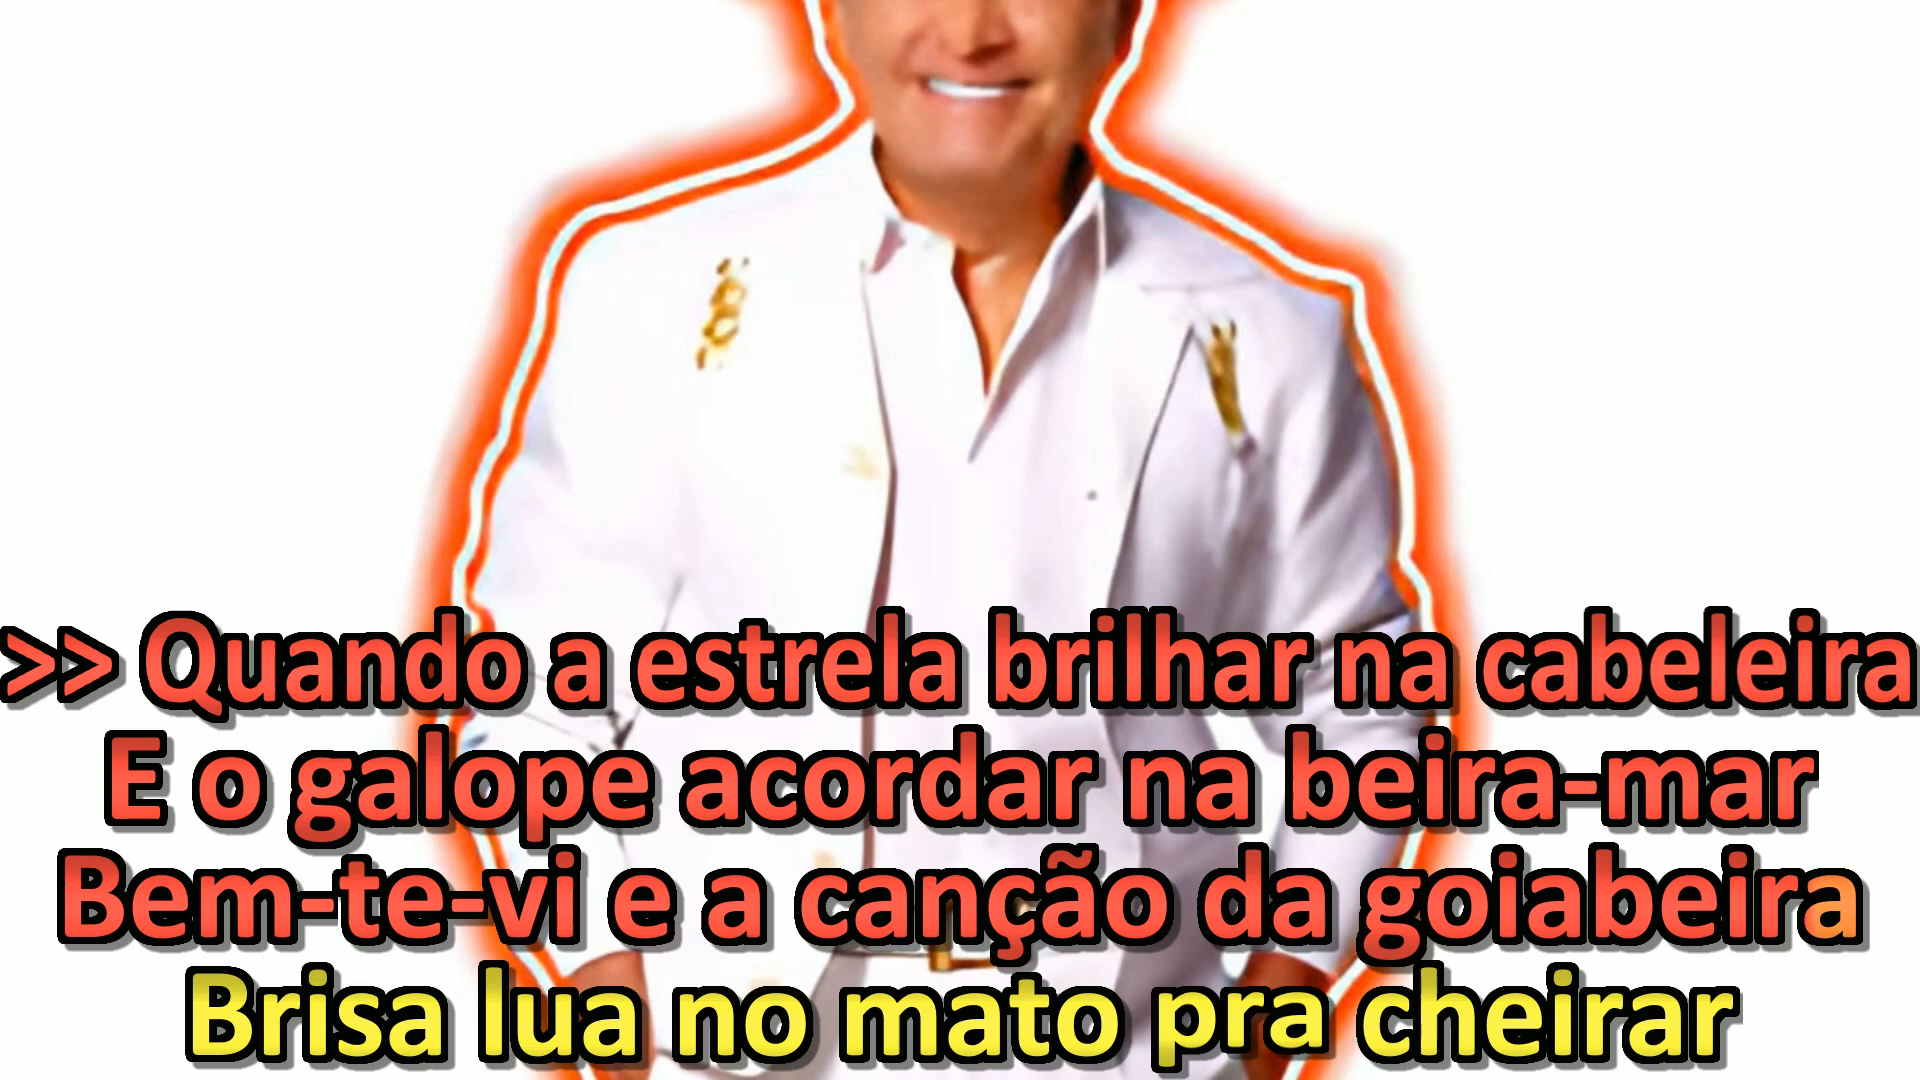 >> Quando a estrela brilhar na cabeleira
E o galope acordar na beira-mar
Bem-te-vi e a canção da goiabeira
Brisa lua no mato pra cheirar